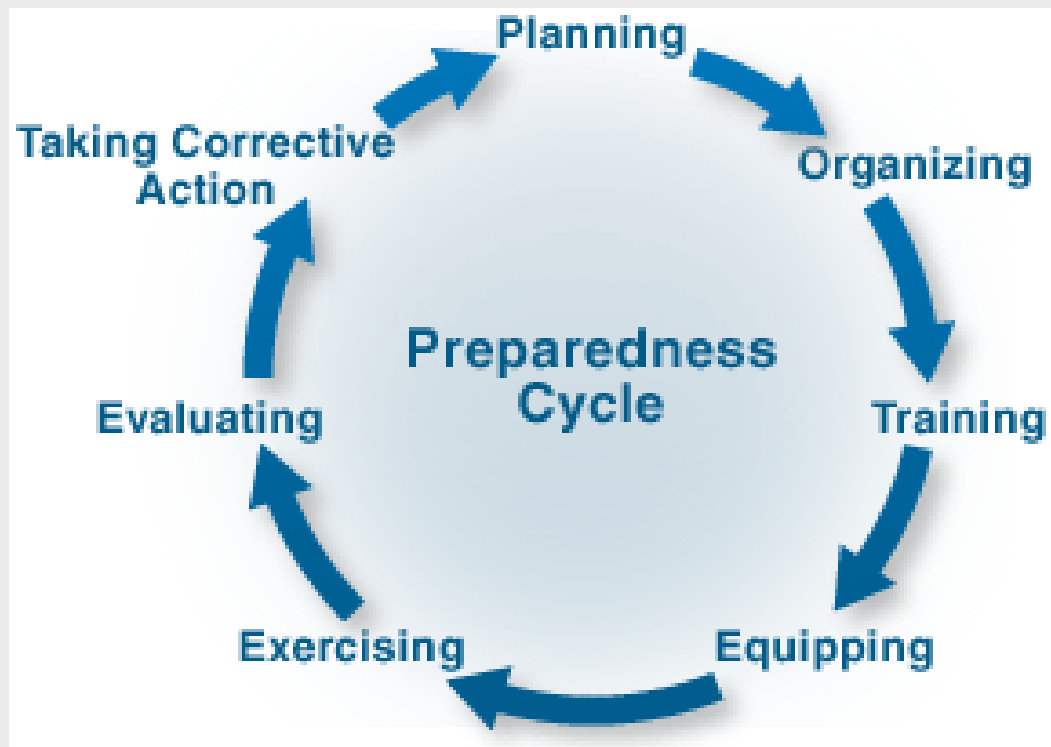 Planning
Organizing
Training
Equipping
Exercising
Evaluating
Taking Corrective
Action
Preparedness
Cycle